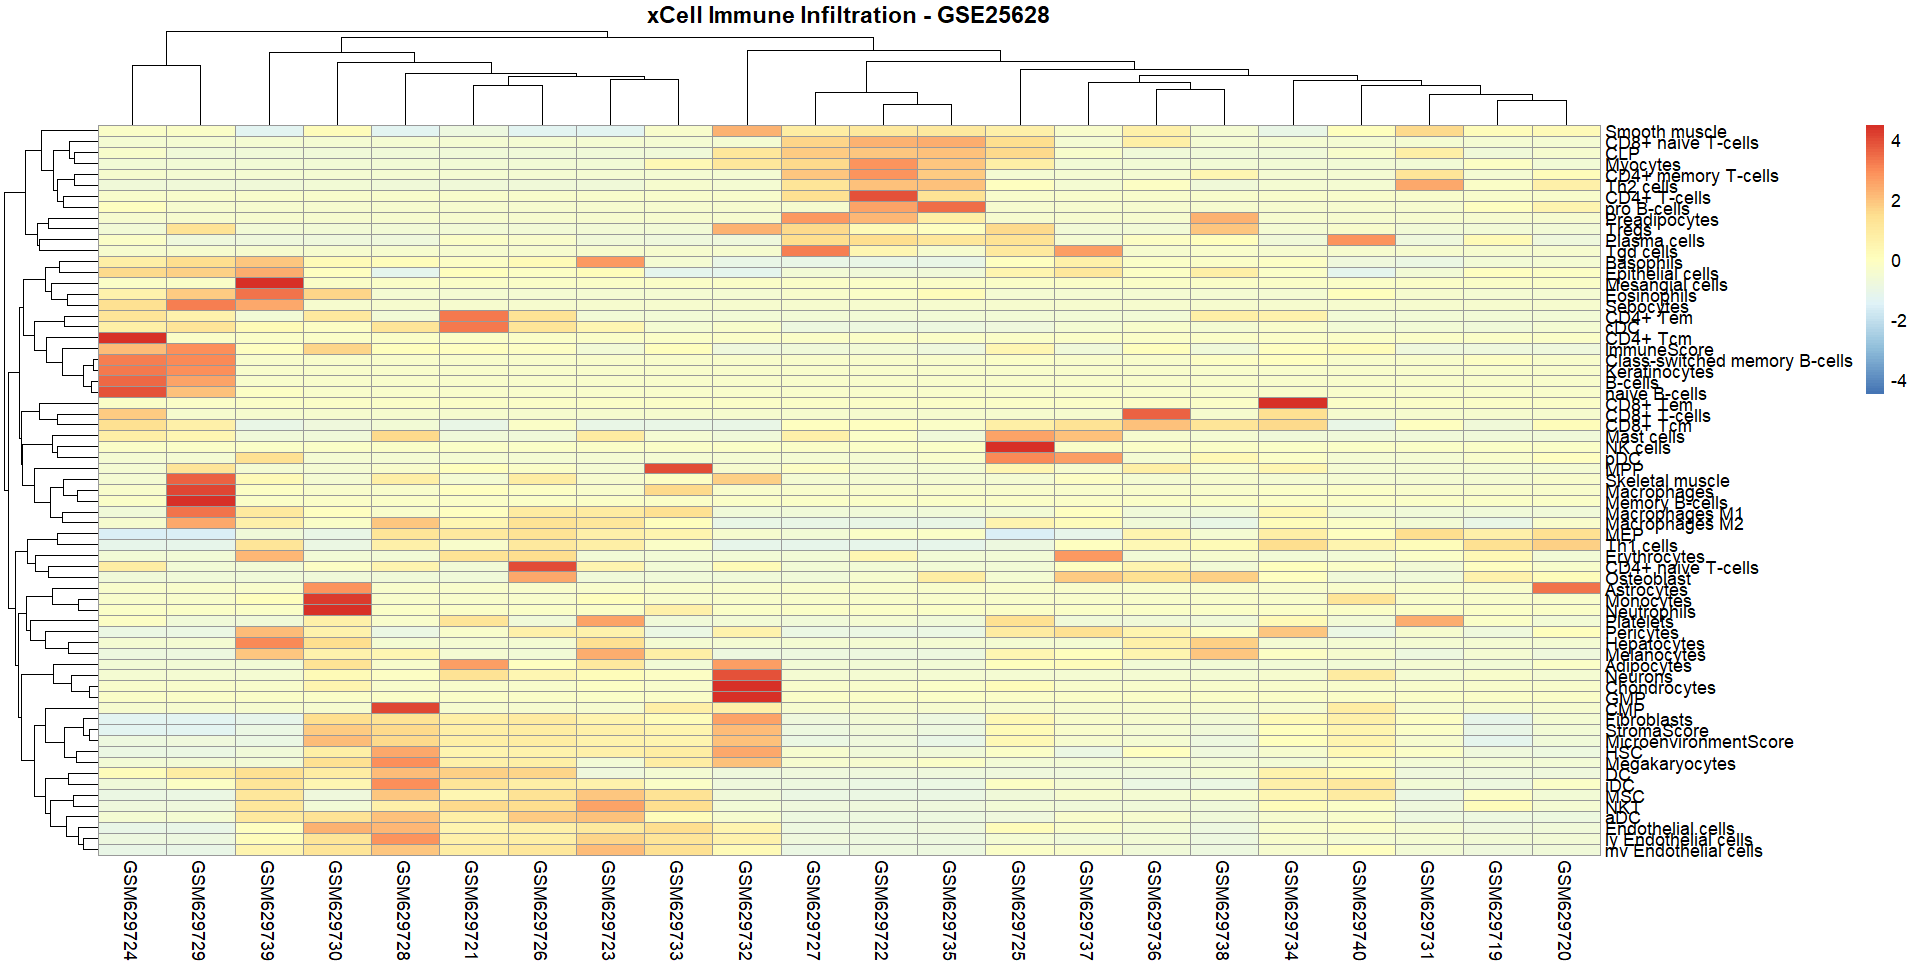 xCell Immune Infiltration - GSE25628
Smooth muscle
CD8+ naive T-cells
CLP
Myocytes
CD4+ memory T-cells
Th2 cells
CD4+ T-cells
pro B-cells
Preadipocytes
Tregs
Plasma cells
Tgd cells
Basophils
Epithelial cells
Mesangial cells
Eosinophils
Sebocytes
CD4+ Tem
cDC
CD4+ Tcm
ImmuneScore
Class-switched memory B-cells
Keratinocytes
B-cells
naive B-cells
CD8+ Tem
CD8+ T-cells
CD8+ Tcm
Mast cells
NK cells
pDC
MPP
Skeletal muscle
Macrophages
Memory B-cells
Macrophages M1
Macrophages M2
MEP
Th1 cells
Erythrocytes
CD4+ naive T-cells
Osteoblast
Astrocytes
Monocytes
Neutrophils
Platelets
Pericytes
Hepatocytes
Melanocytes
Adipocytes
Neurons
Chondrocytes
GMP
CMP
Fibroblasts
StromaScore
MicroenvironmentScore
HSC
Megakaryocytes
DC
iDC
MSC
NKT
aDC
Endothelial cells
ly Endothelial cells
mv Endothelial cells
4
2
0
-2
-4
GSM629724
GSM629729
GSM629739
GSM629730
GSM629728
GSM629721
GSM629726
GSM629723
GSM629733
GSM629732
GSM629727
GSM629722
GSM629735
GSM629725
GSM629737
GSM629736
GSM629738
GSM629734
GSM629740
GSM629731
GSM629719
GSM629720